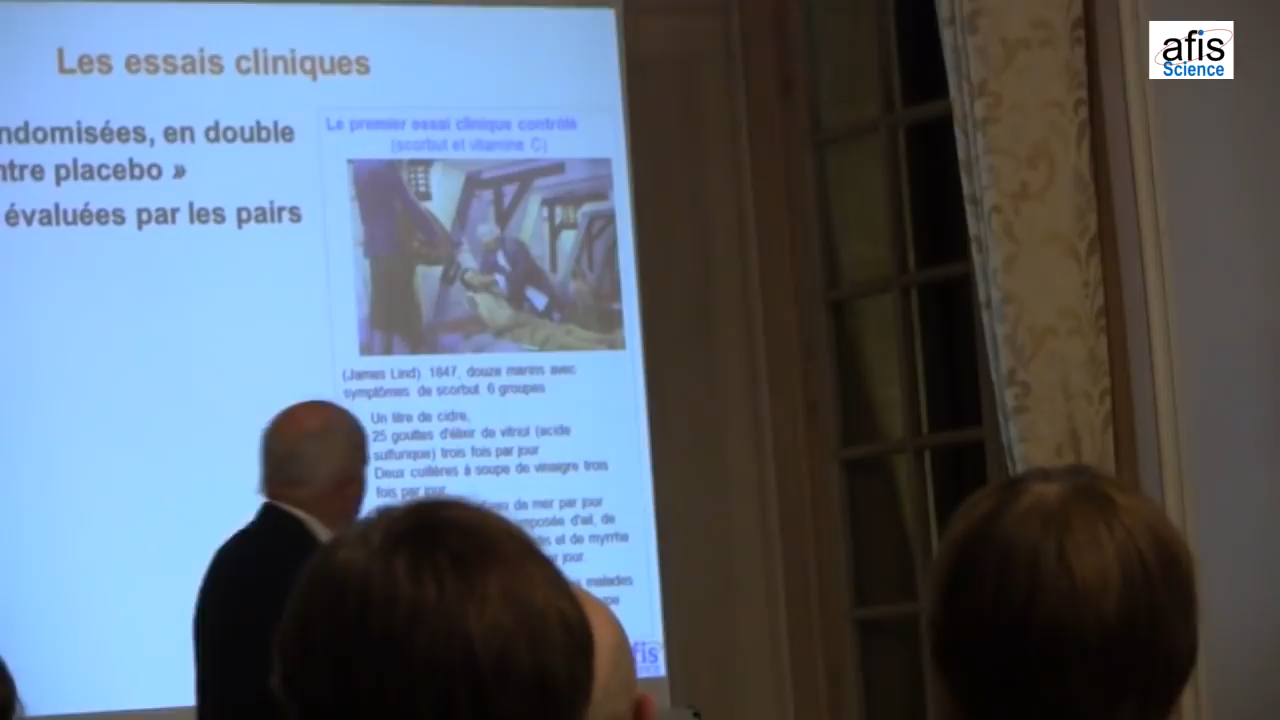 afis
Science
Les essais cliniques
ndomisées, en double
ntre placebo »
évaluées par les pairs
Le premier essai clinique contrôlé
(scorbut et vitamine C)
(James Lind) 1847, douze marins avec
symptômes de scorbut 6 groupes
Un litre de cidre,
25 gouttes d'élixir de vitriol (acide
sulfurique) trois fois par jour
Deux cuillères à soupe de vinaigre trois
fois par jour
de mer par jour
mposée d'ail, de
et de myrrhe
jour
malades
fis